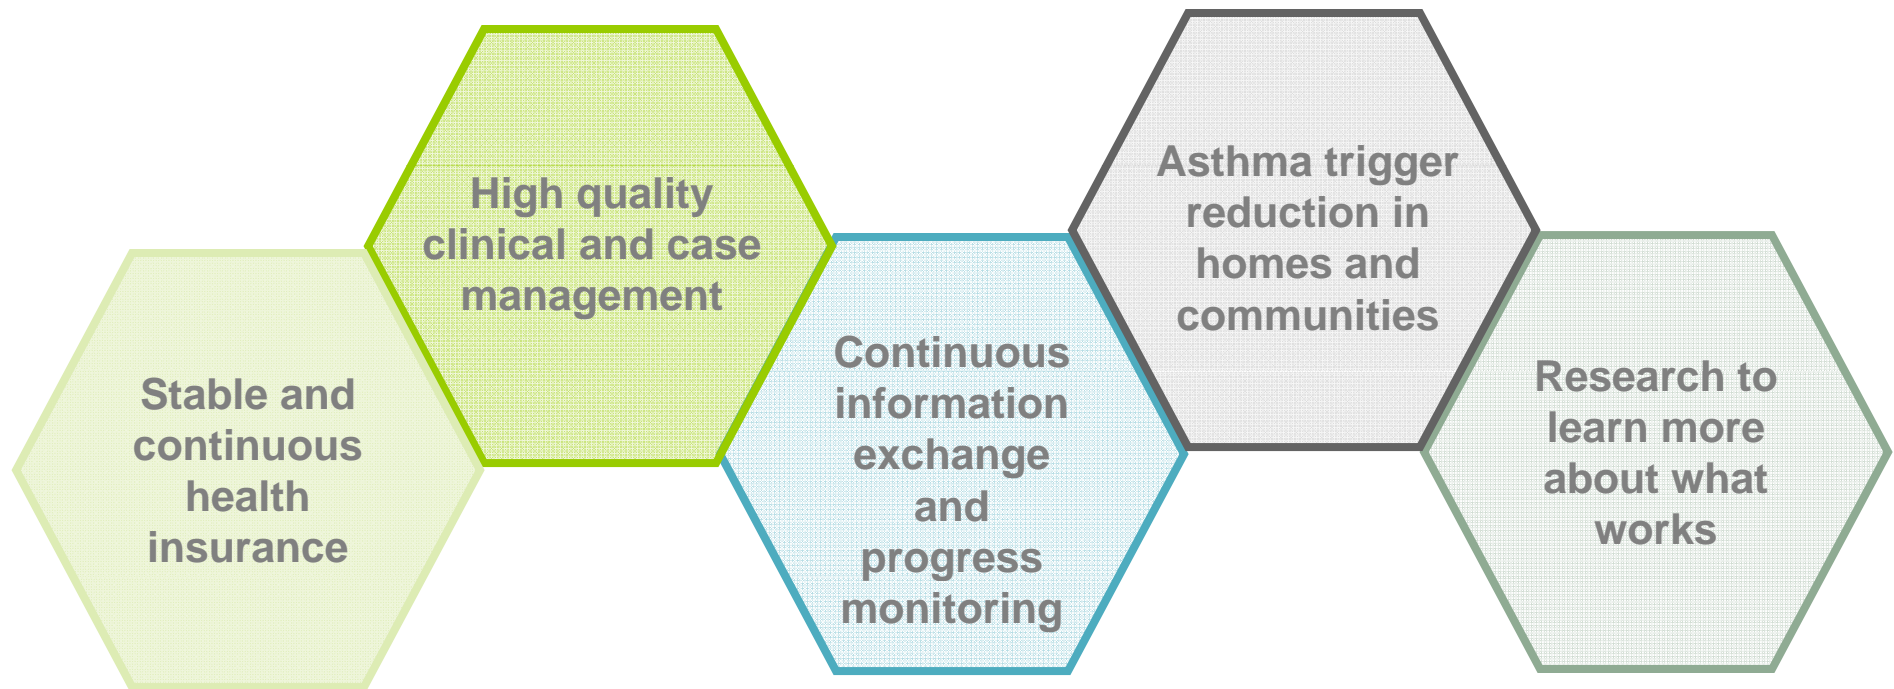 Stable and
continuous
health
insurance
High quality
clinical and case
management
Continuous
information
exchange
and
progress
monitoring
Asthma trigger
reduction in
homes and
communities
Research to
learn more
about what
works